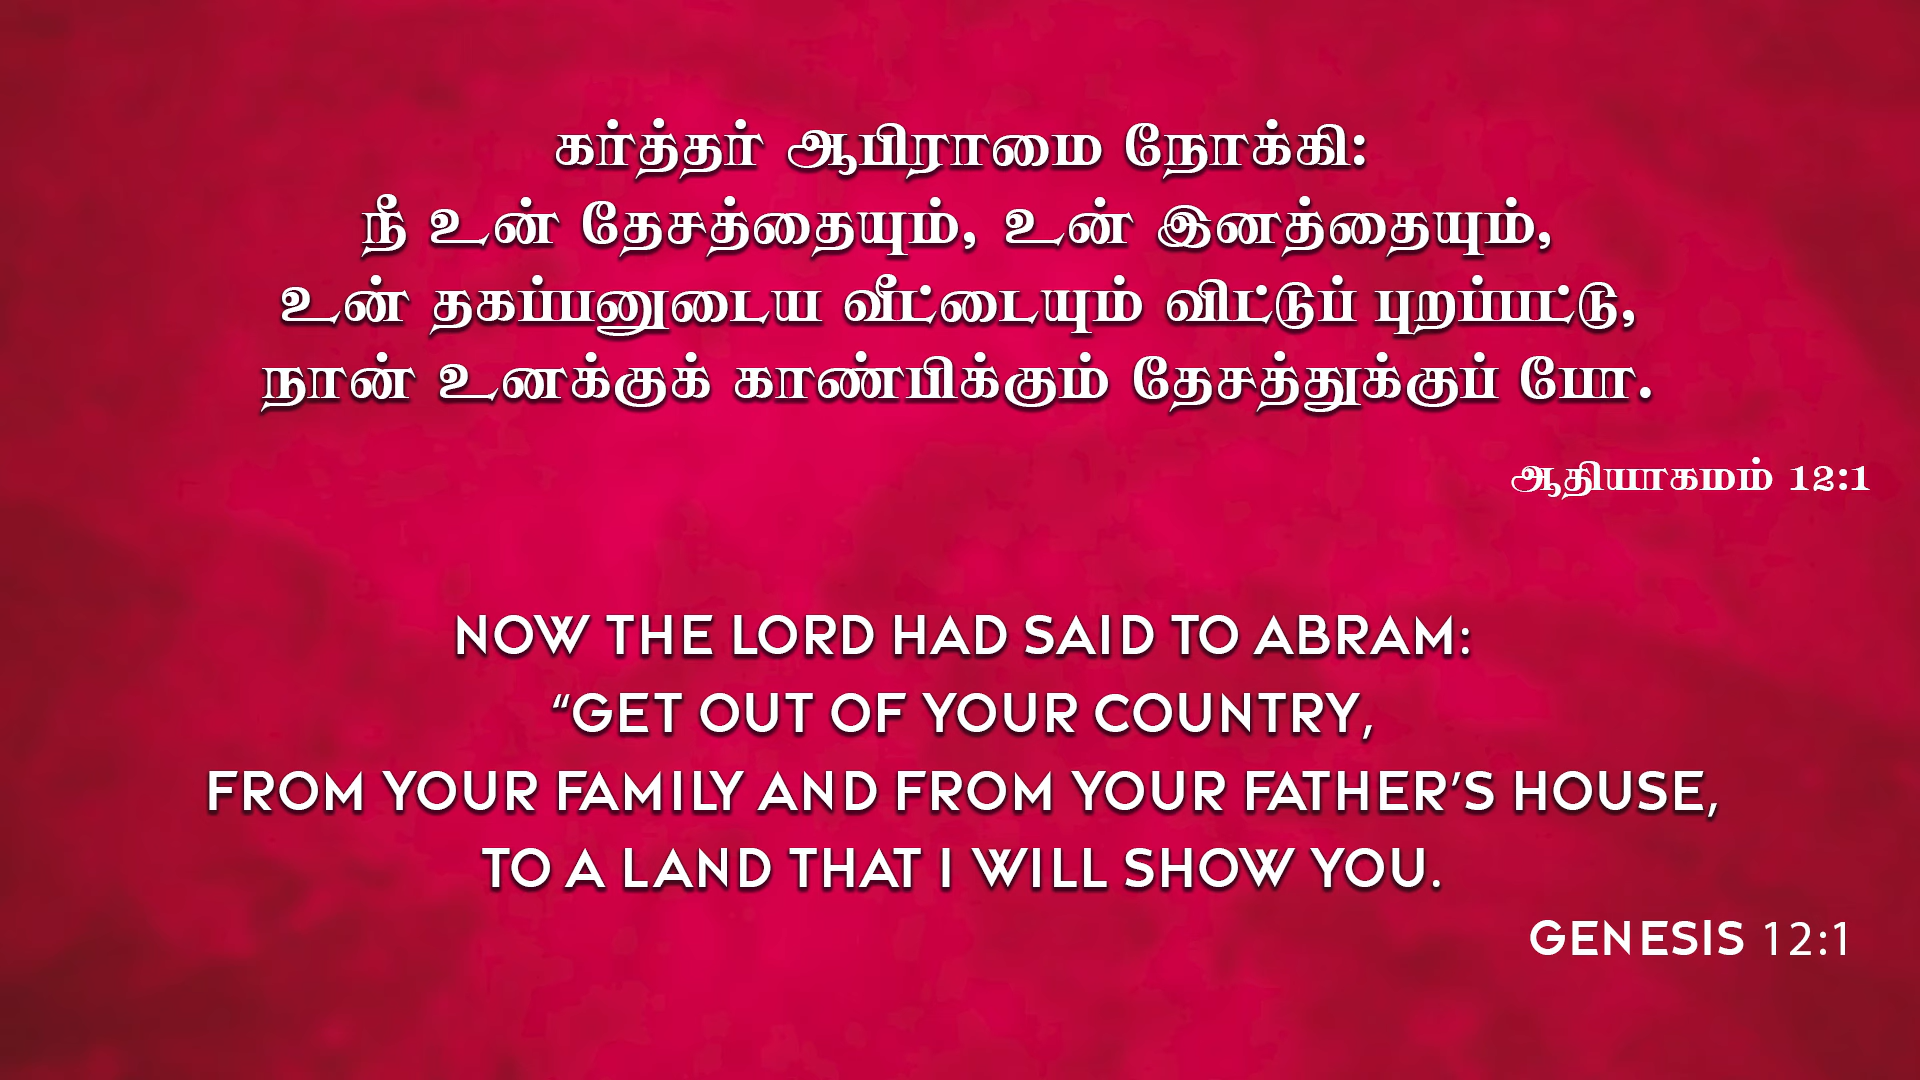 கர்த்தர் ஆபிராமை நோக்கி:
நீ உன் தேசத்தையும், உன் இனத்தையும்,
உன் தகப்பனுடைய வீட்டையும் விட்டுப் புறப்பட்டு,
நான் உனக்குக் காண்பிக்கும் தேசத்துக்குப் போ.
ஆதியாகமம் 12:1
NOW THE LORD HAD SAID TO ABRAM:
“GET OUT OF YOUR COUNTRY,
FROM YOUR FAMILY AND FROM YOUR FATHER’S HOUSE,
TO A LAND THAT I WILL SHOW YOU.
GENESIS 12:1